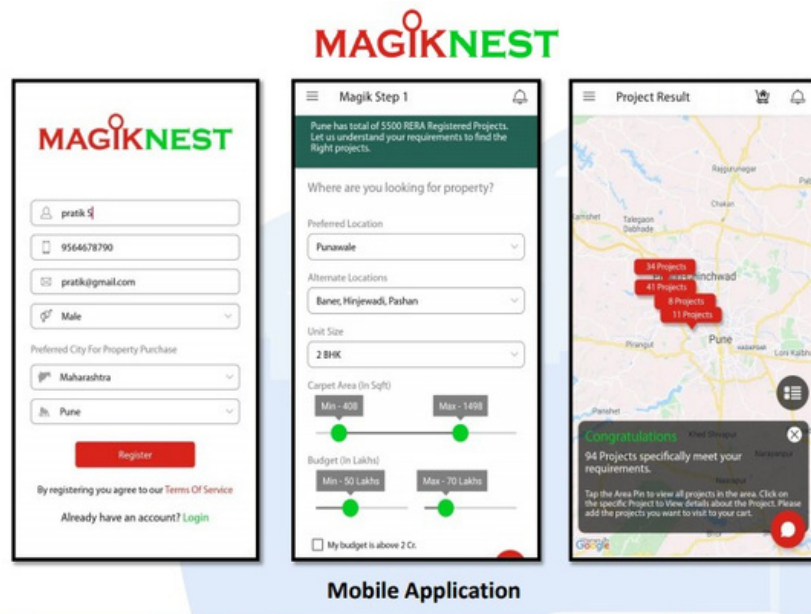 MAGIKNEST
MAGIKNEST
pratik S
9564678790
pratik@gmail.com
Male
Preferred City For Property Purchase
Maharashtra
Pune
Register
By registering you agree to our Terms Of Service
Already have an account? Login
Magik Step 1
Pune has total of 5500 RERA Registered Projects.
Let us understand your requirements to find the
Right projects.
Where are you looking for property?
Preferred Location
Punawale
Alternate Locations
Baner, Hinjewadi, Pashan
Unit Size
2 BHK
Carpet Area (In Sqft)
Min - 408
Max - 1498
Budget (In Lakhs)
Min - 50 Lakhs
Max - 70 Lakhs
My budget is above 2 Cr.
Project Result
Rajgurunagar
Chakan
Kamshet
Talegaon
Dabhade
34 Projects
41 Projects
8 Projects
11 Projects
Pirangut
Pune
HADAPSAR
Loni Kalbh
Panshet
Congratulations
94 Projects specifically meet your
requirements.
Tap the Area Pin to view all projects in the area. Click on
the specific Project to View details about the Project. Please
add the projects you want to visit to your cart.
Google
Mobile Application